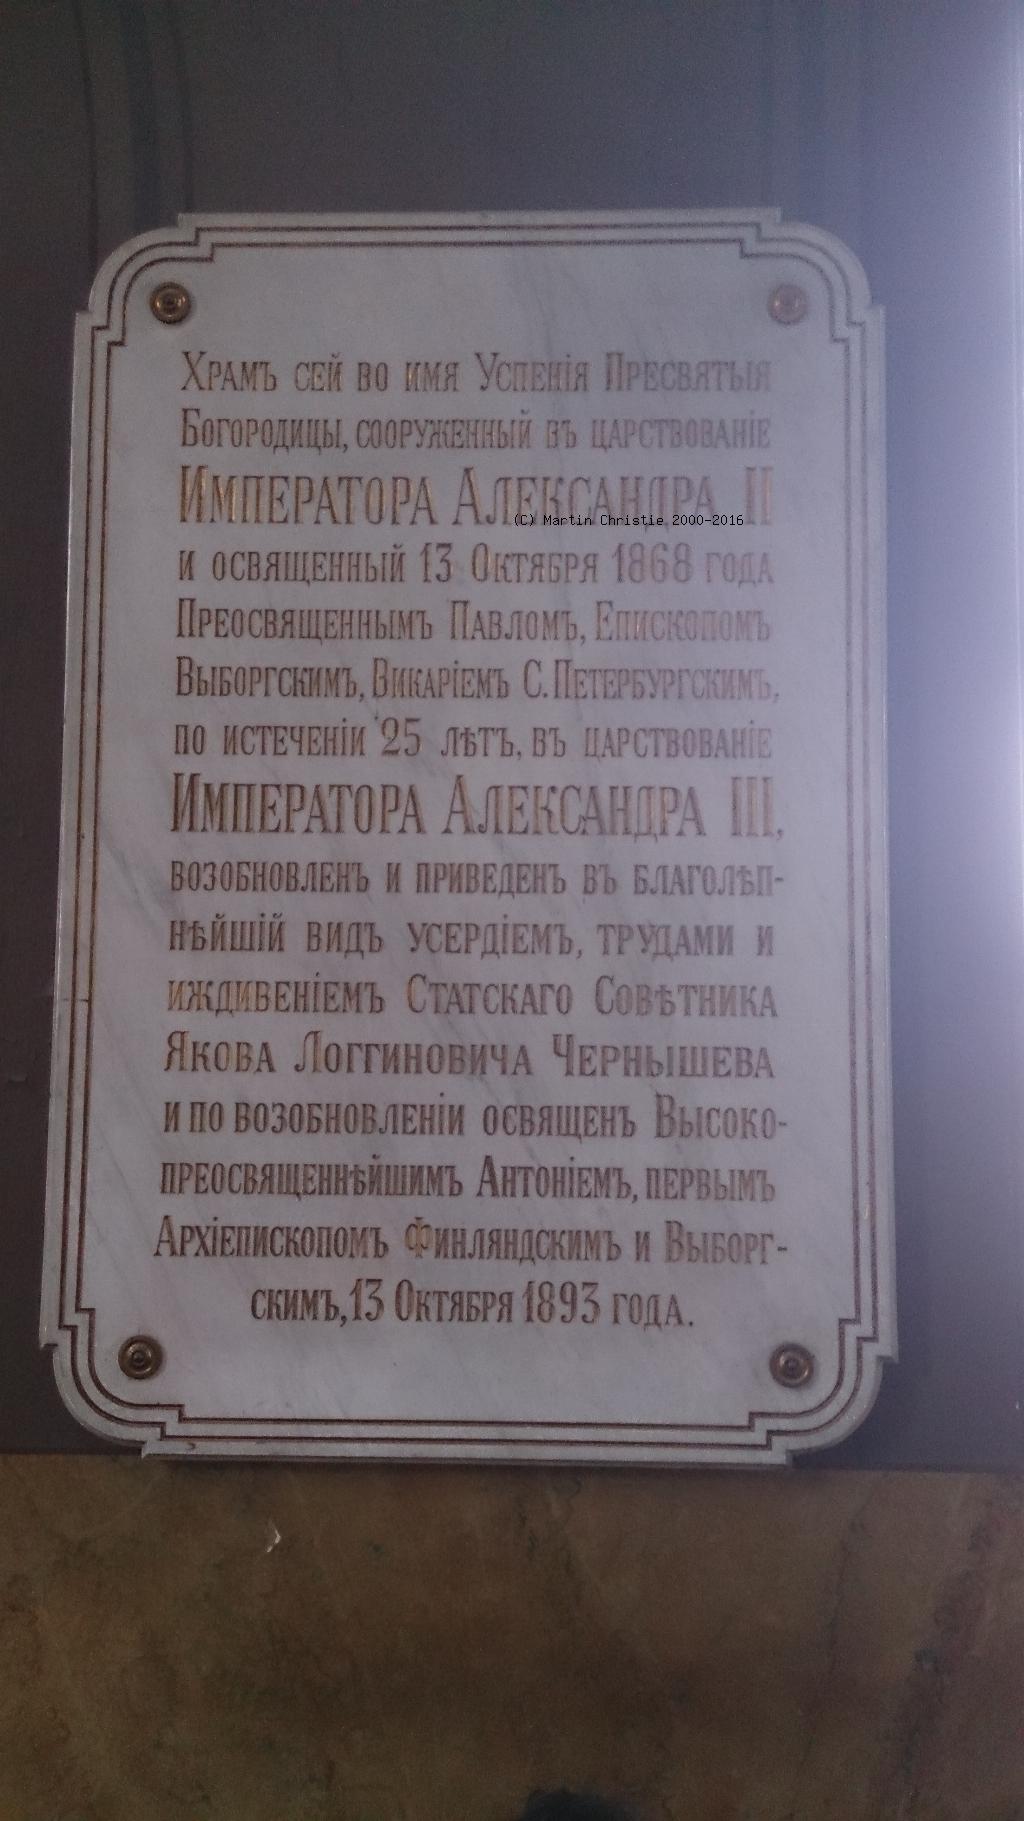 Храмъ сей во имя Успенія Пресвятыя
Богородицы, сооруженный въ царствованіе
Императора Александра II
(C) Martin Christie 2000-2016
и освященный 13 Октября 1868 года
Преосвященнымъ Павломъ, Епископомъ
Выборгскимъ, Викаріемъ С. Петербургскимъ,
по истеченіи 25 лѣтъ, въ царствованіе
Императора Александра III,
возобновленъ и приведенъ въ благолѣп-
нѣйшій видъ усердіемъ, трудами и
иждивеніемъ Статскаго Совѣтника
Якова Логгиновича Чернышева
и по возобновленіи освященъ Высоко-
преосвященнѣйшимъ Антоніемъ, первымъ
Архіепископомъ Финляндскимъ и Выборг-
скимъ, 13 Октября 1893 года.